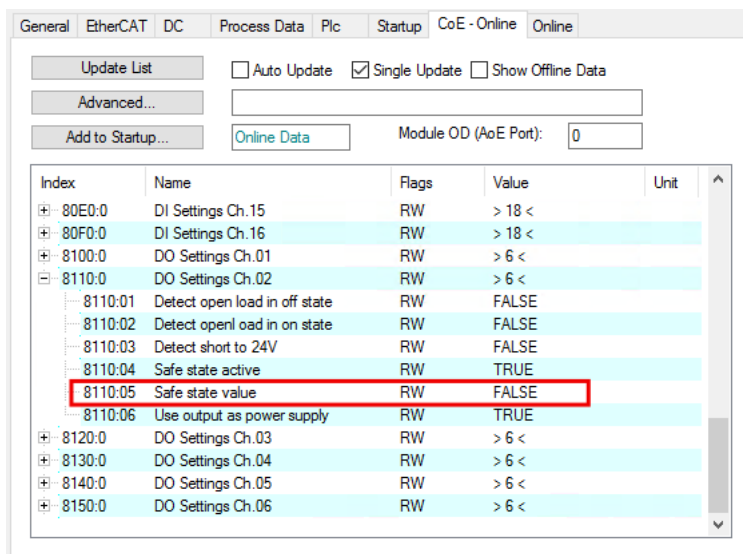 General EtherCAT DC Process Data Plc Startup CoE - Online Online
Update List Auto Update Single Update Show Offline Data
Advanced...
Add to Startup... Online Data Module OD (AoE Port): 0
Index Name Flags Value Unit
80E0:0 DI Settings Ch.15 RW > 18 <
80F0:0 DI Settings Ch.16 RW > 18 <
8100:0 DO Settings Ch.01 RW > 6 <
8110:0 DO Settings Ch.02 RW > 6 <
8110:01 Detect open load in off state RW FALSE
8110:02 Detect openl oad in on state RW FALSE
8110:03 Detect short to 24V RW FALSE
8110:04 Safe state active RW TRUE
8110:05 Safe state value RW FALSE
8110:06 Use output as power supply RW TRUE
8120:0 DO Settings Ch.03 RW > 6 <
8130:0 DO Settings Ch.04 RW > 6 <
8140:0 DO Settings Ch.05 RW > 6 <
8150:0 DO Settings Ch.06 RW > 6 <